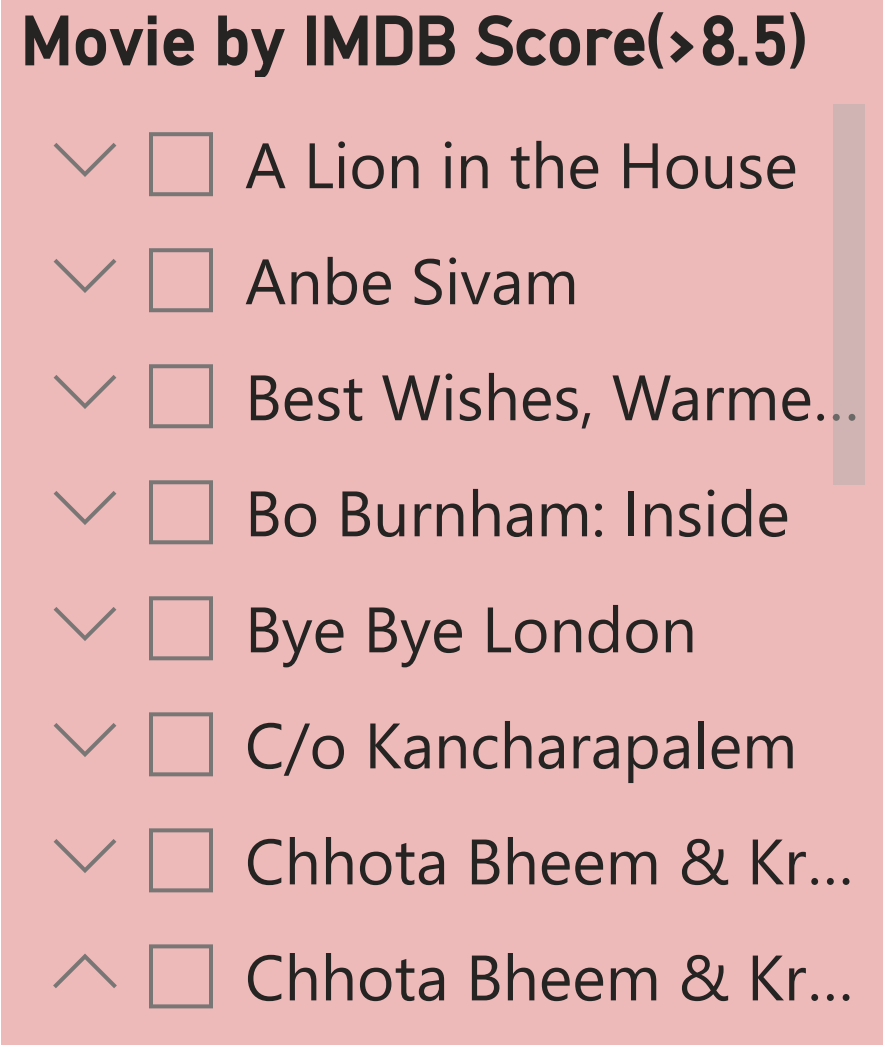 Movie by IMDB Score(>8.5)
A Lion in the House
Anbe Sivam
Best Wishes, Warme...
Bo Burnham: Inside
Bye Bye London
C/o Kancharapalem
Chhota Bheem & Kr...
Chhota Bheem & Kr...